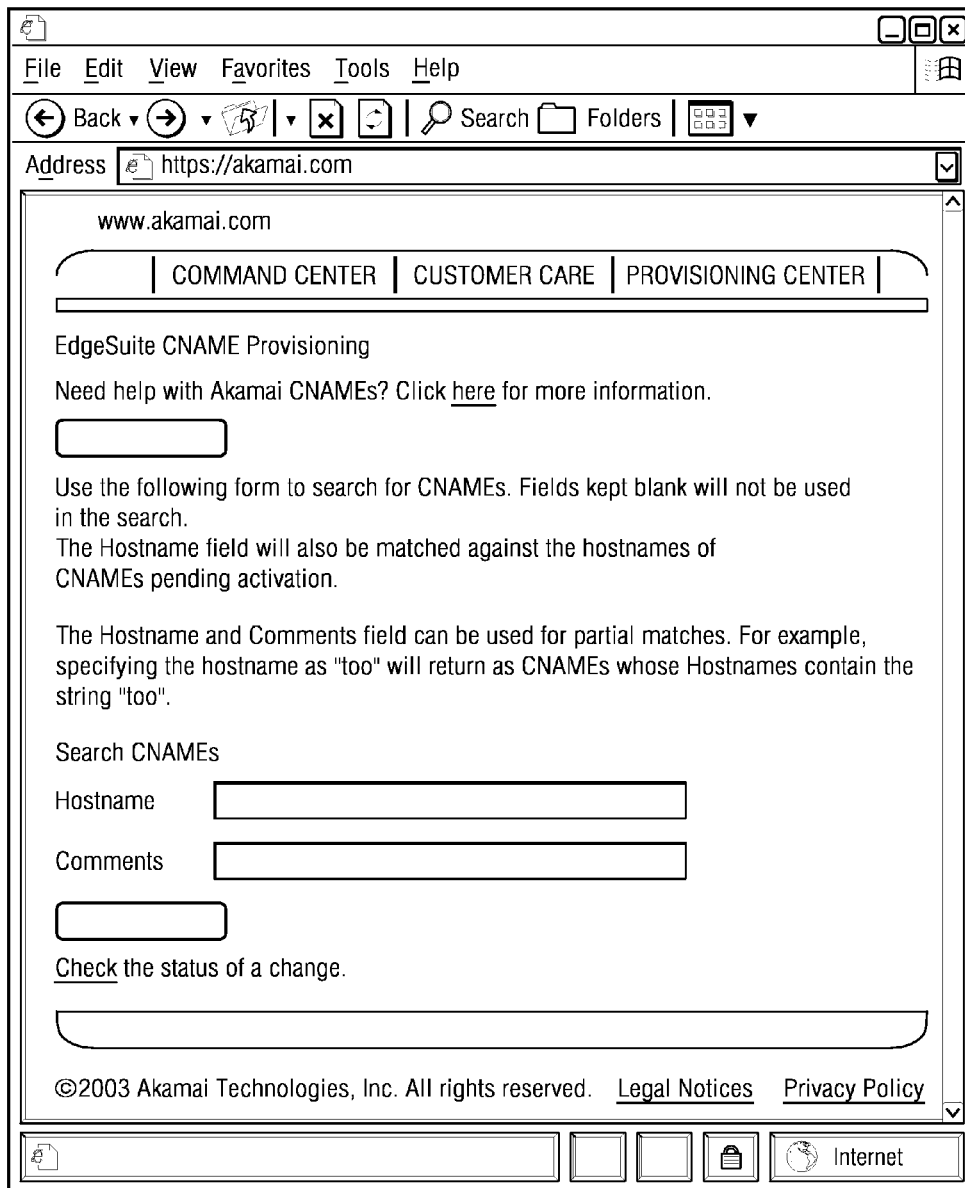 File Edit View Favorites Tools Help
Back Search Folders
Address https://akamai.com
www.akamai.com
COMMAND CENTER CUSTOMER CARE PROVISIONING CENTER
EdgeSuite CNAME Provisioning
Need help with Akamai CNAMEs? Click here for more information.
Use the following form to search for CNAMEs. Fields kept blank will not be used
in the search.
The Hostname field will also be matched against the hostnames of
CNAMEs pending activation.
The Hostname and Comments field can be used for partial matches. For example,
specifying the hostname as "too" will return as CNAMEs whose Hostnames contain the
string "too".
Search CNAMEs
Hostname
Comments
Check the status of a change.
©2003 Akamai Technologies, Inc. All rights reserved. Legal Notices Privacy Policy
Internet